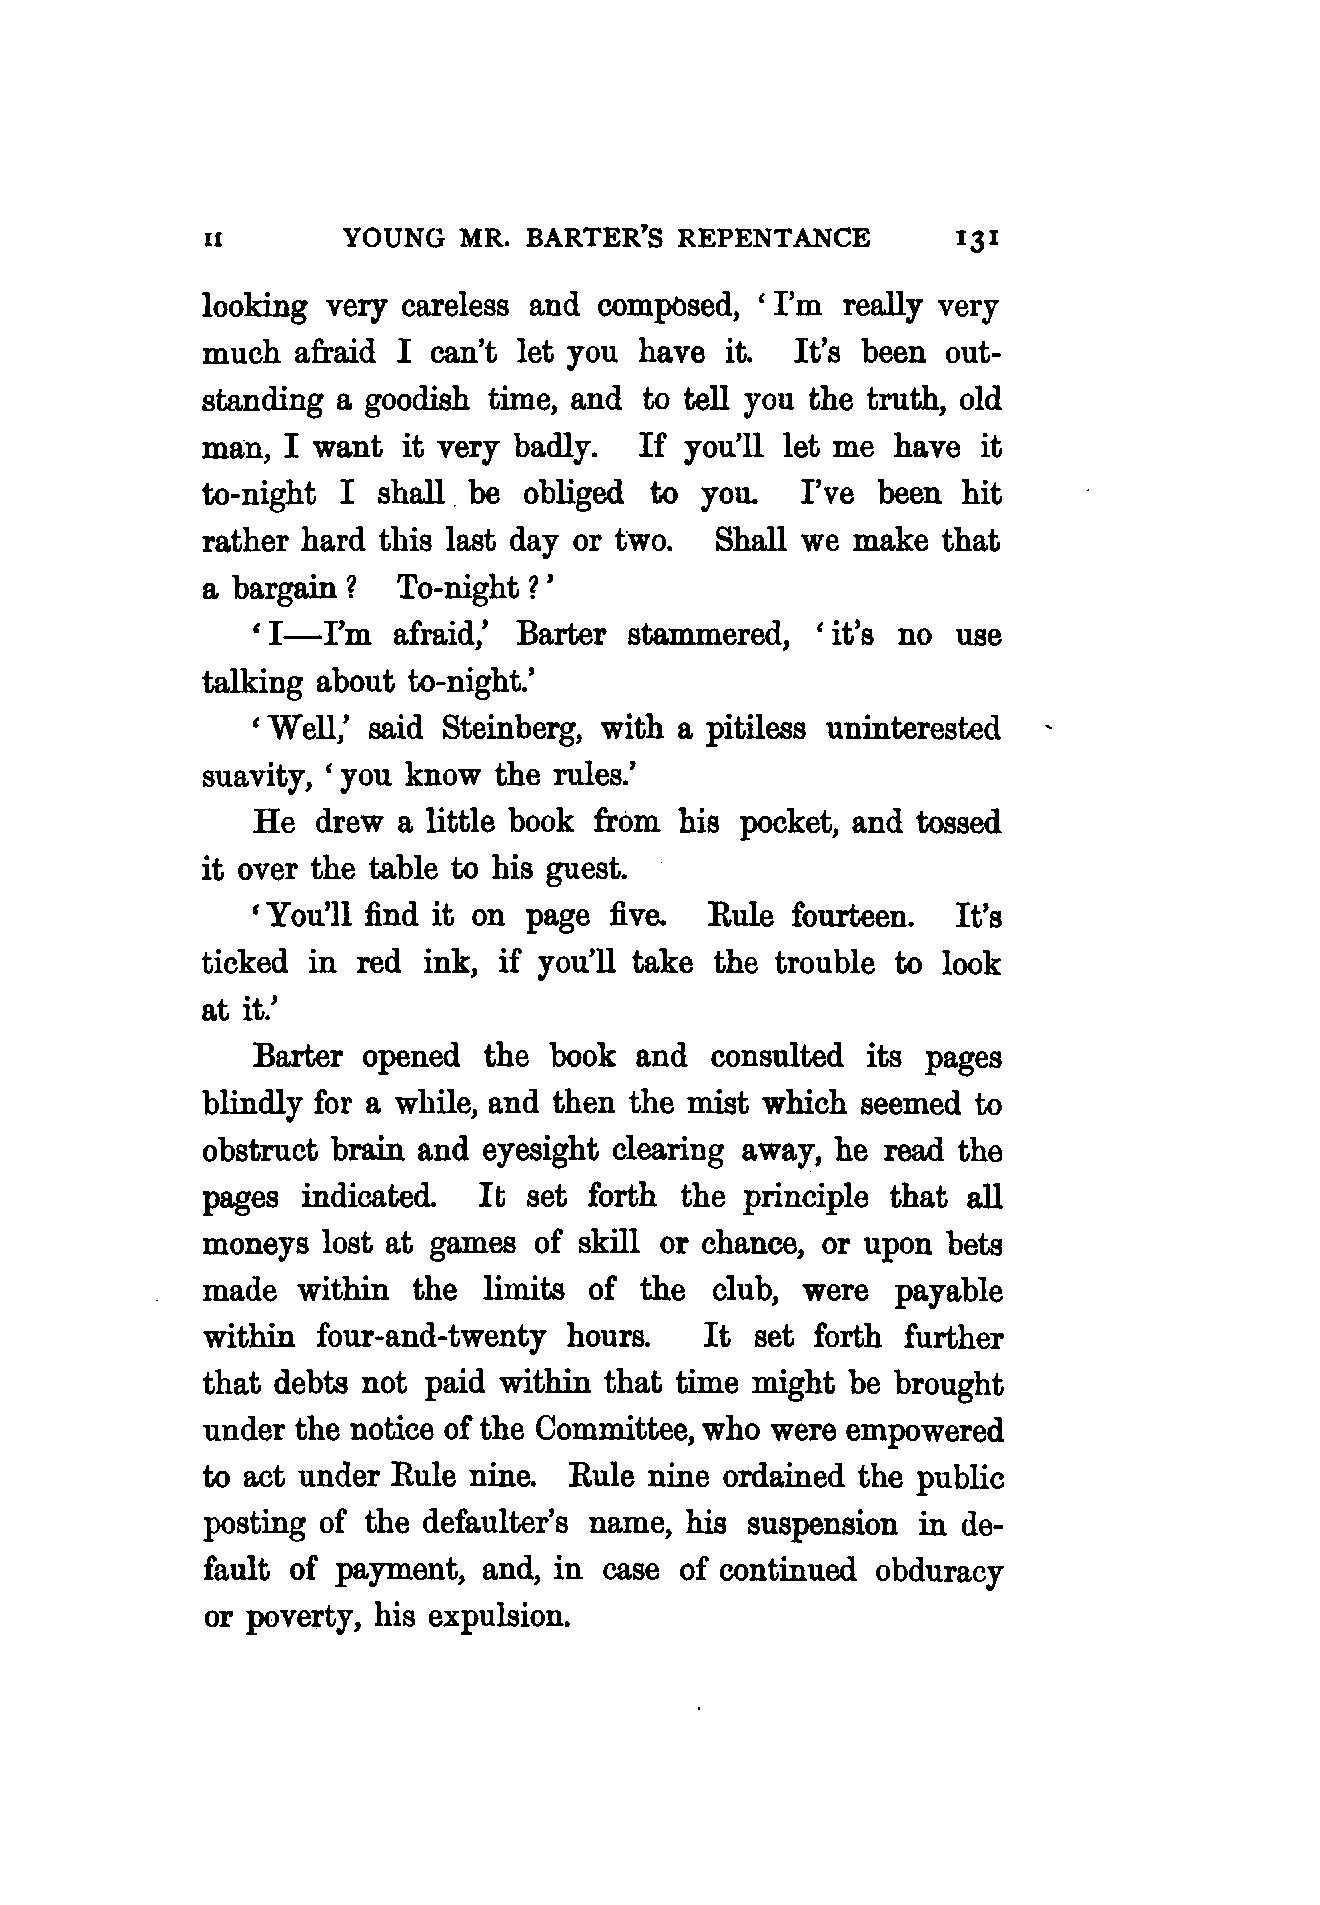 II YOUNG MR. BARTER'S REPENTANCE 131
looking very careless and composed, ‘I'm really very
much afraid I can't let you have it. It's been out-
standing a goodish time, and to tell you the truth, old
man, I want it very badly. If you'll let me have it
to-night I shall be obliged to you. I've been hit
rather hard this last day or two. Shall we make that
a bargain? To-night?’
‘I—I'm afraid,’ Barter stammered, ‘it's no use
talking about to-night.’
‘Well,’ said Steinberg, with a pitiless uninterested
suavity, ‘you know the rules.’
He drew a little book from his pocket, and tossed
it over the table to his guest.
‘You'll find it on page five. Rule fourteen. It's
ticked in red ink, if you'll take the trouble to look
at it.’
Barter opened the book and consulted its pages
blindly for a while, and then the mist which seemed to
obstruct brain and eyesight clearing away, he read the
pages indicated. It set forth the principle that all
moneys lost at games of skill or chance, or upon bets
made within the limits of the club, were payable
within four-and-twenty hours. It set forth further
that debts not paid within that time might be brought
under the notice of the Committee, who were empowered
to act under Rule nine. Rule nine ordained the public
posting of the defaulter's name, his suspension in de-
fault of payment, and, in case of continued obduracy
or poverty, his expulsion.